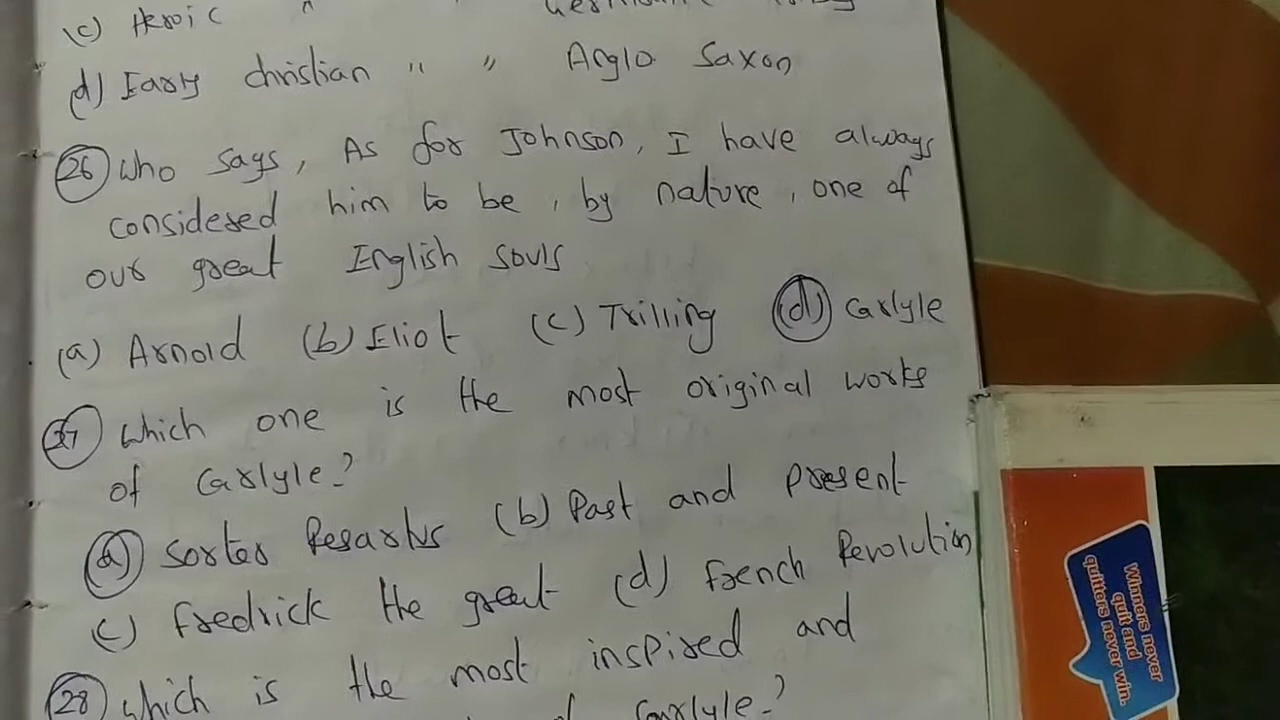 (c) Heroic " "
(d) Early christian " " Anglo Saxon
(26) Who says, As for Johnson, I have always
considered him to be, by nature, one of
our great English souls
(a) Arnold (b) Eliot (c) Trilling (d) Carlyle
(27) Which one is the most original works
of Carlyle?
(a) Sorter Resartus (b) Past and present
(c) Fredrick the great (d) French Revolution
(28) Which is the most inspired and
of Carlyle?
Winners never
quit and
quitters never win.